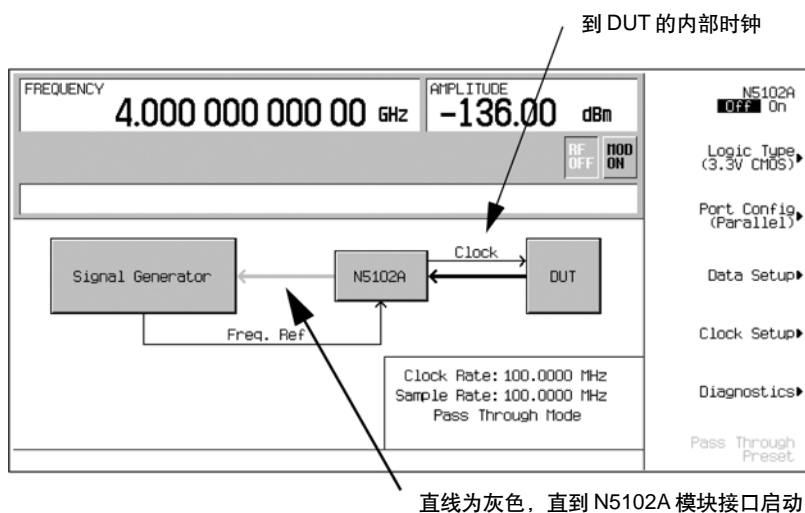 到 DUT 的内部时钟
FREQUENCY
4.000 000 000 00 GHz
AMPLITUDE
-136.00 dBm
RF OFF
MOD ON
N5102A
Off On
Logic Type
(3.3V CMOS)
Port Config
(Parallel)
Data Setup
Clock Setup
Diagnostics
Pass Through
Preset
Signal Generator
N5102A
Clock
DUT
Freq. Ref
Clock Rate: 100.0000 MHz
Sample Rate: 100.0000 MHz
Pass Through Mode
直线为灰色，直到 N5102A 模块接口启动